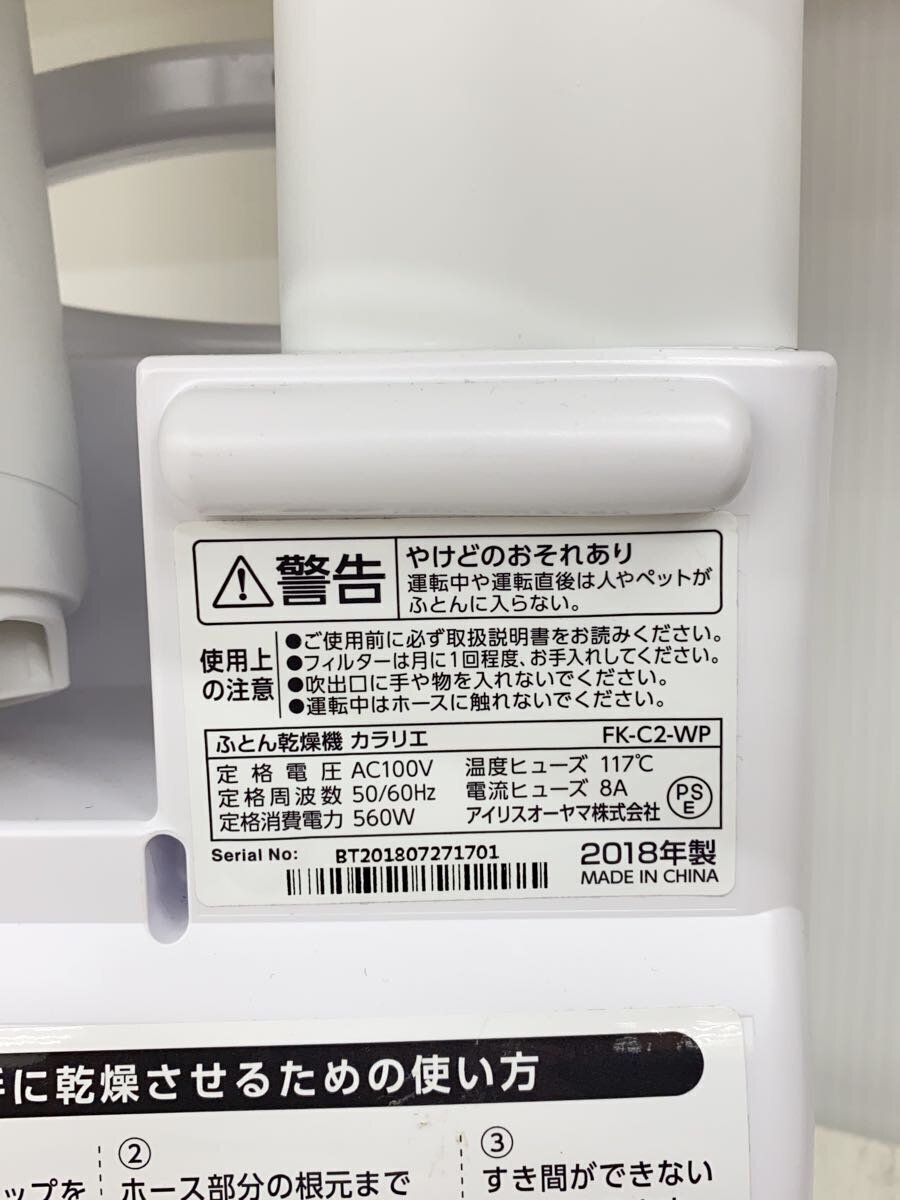 警告
やけどのおそれあり
運転中や運転直後は人やペットが
ふとんに入らない。
使用上
の注意
●ご使用前に必ず取扱説明書をお読みください。
●フィルターは月に1回程度、お手入れしてください。
●吹出口に手や物を入れないでください。
●運転中はホースに触れないでください。
ふとん乾燥機 カラリエ FK-C2-WP
定格電圧 AC100V 温度ヒューズ 117℃
定格周波数 50/60Hz 電流ヒューズ 8A
定格消費電力 560W アイリスオーヤマ株式会社
PSE
Serial No: BT201807271701
2018年製
MADE IN CHINA
に乾燥させるための使い方
ップを
②
ホース部分の根元まで
③
すき間ができない